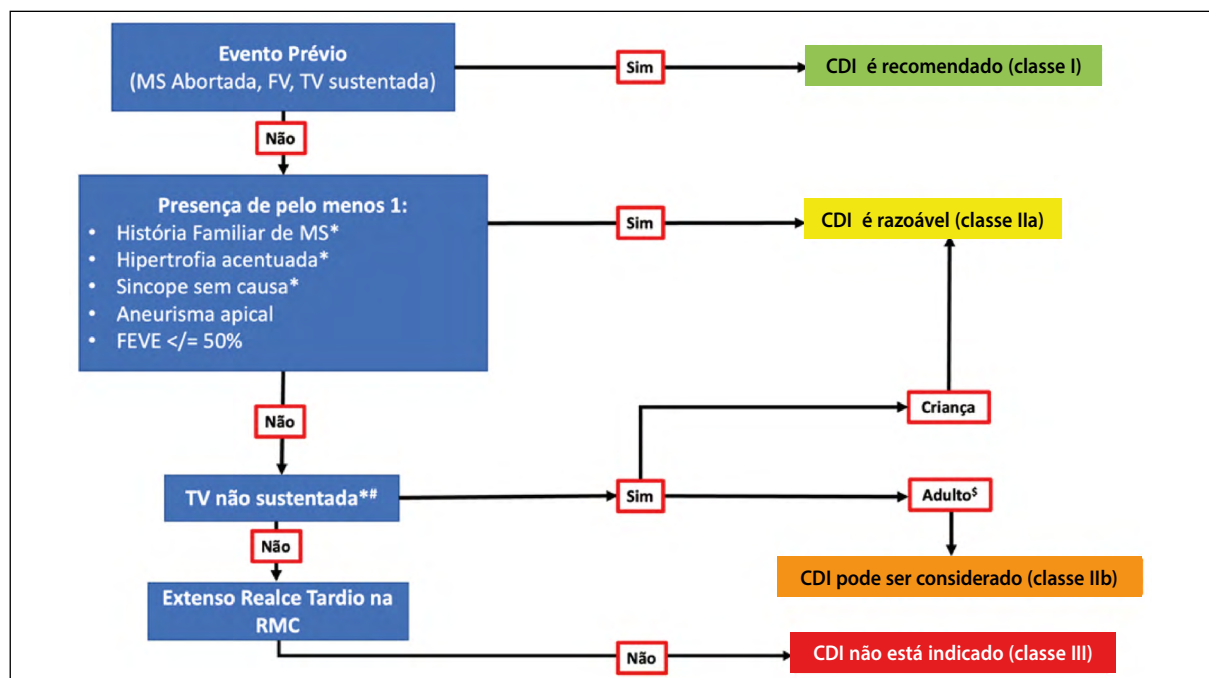 Evento Prévio
(MS Abortada, FV, TV sustentada)
Sim
CDI é recomendado (classe I)
Não
Presença de pelo menos 1:
• História Familiar de MS*
• Hipertrofia acentuada*
• Sincope sem causa*
• Aneurisma apical
• FEVE </= 50%
Sim
CDI é razoável (classe IIa)
Não
Criança
TV não sustentada*#
Sim
Adulto$
Não
CDI pode ser considerado (classe IIb)
Extenso Realce Tardio na
RMC
Não
CDI não está indicado (classe III)